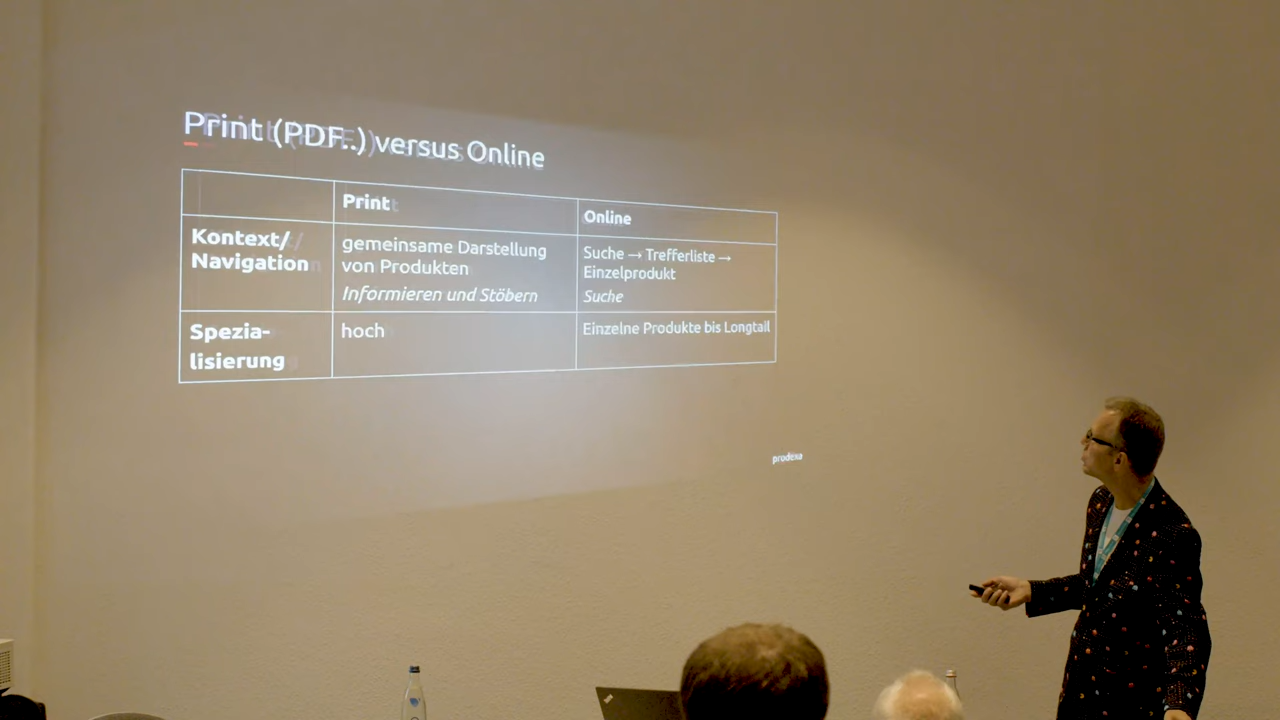 Print (PDF..) versus Online
Print
Online
Kontext/
Navigation
gemeinsame Darstellung
von Produkten
Informieren und Stöbern
Suche → Trefferliste →
Einzelprodukt
Suche
Spezia-
lisierung
hoch
Einzelne Produkte bis Longtail
prodexa